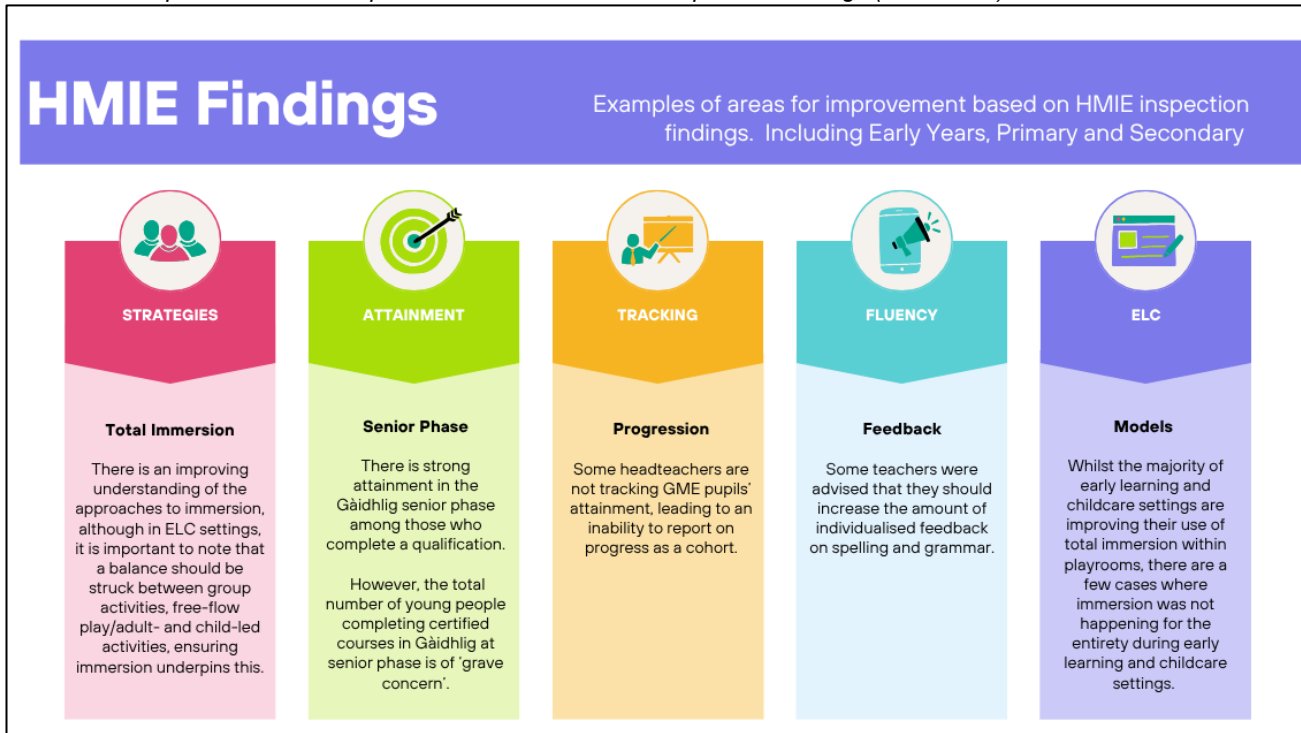 HMIE Findings
Examples of areas for improvement based on HMIE inspection
findings. Including Early Years, Primary and Secondary
STRATEGIES
Total Immersion
There is an improving
understanding of the
approaches to immersion,
although in ELC settings,
it is important to note that
a balance should be
struck between group
activities, free-flow
play/adult- and child-led
activities, ensuring
immersion underpins this.
ATTAINMENT
Senior Phase
There is strong
attainment in the
Gàidhlig senior phase
among those who
complete a qualification.
However, the total
number of young people
completing certified
courses in Gàidhlig at
senior phase is of 'grave
concern'.
TRACKING
Progression
Some headteachers are
not tracking GME pupils'
attainment, leading to an
inability to report on
progress as a cohort.
FLUENCY
Feedback
Some teachers were
advised that they should
increase the amount of
individualised feedback
on spelling and grammar.
ELC
Models
Whilst the majority of
early learning and
childcare settings are
improving their use of
total immersion within
playrooms, there are a
few cases where
immersion was not
happening for the
entirety during early
learning and childcare
settings.